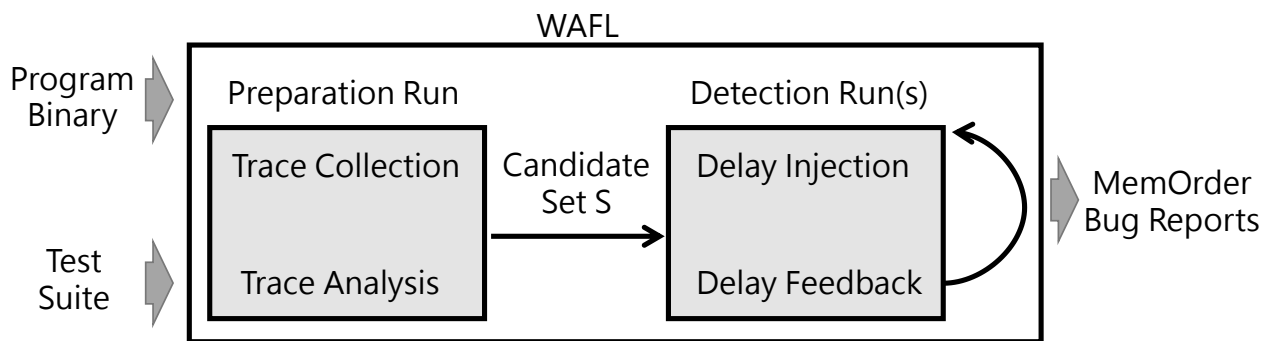 WAFL
Program
Binary
Test
Suite
Preparation Run
Trace Collection
Trace Analysis
Candidate
Set S
Detection Run(s)
Delay Injection
Delay Feedback
MemOrder
Bug Reports